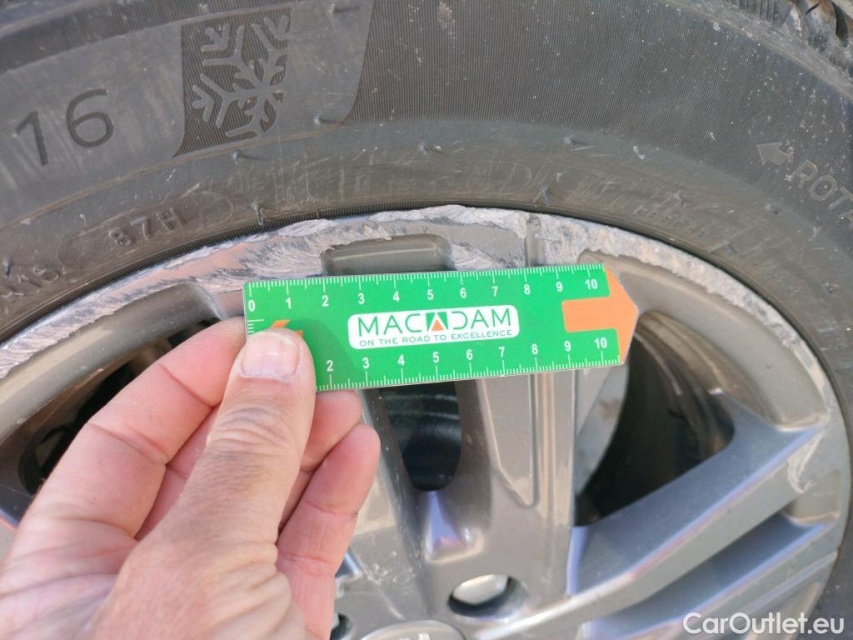 16
87H
ROT
0 1 2 3 4 5 6 7 8 9 10
MACADAM
ON THE ROAD TO EXCELLENCE
2 3 4 5 6 7 8 9 10
CarOutlet.eu